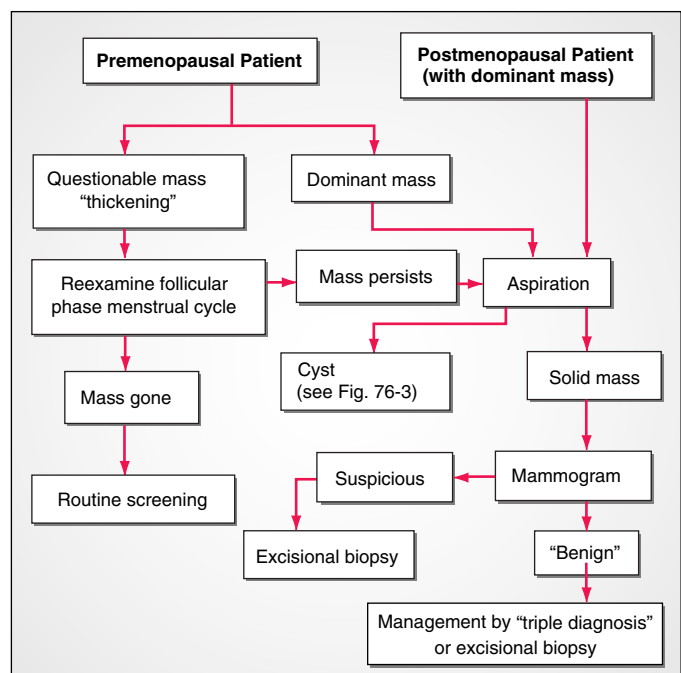 Premenopausal Patient
Postmenopausal Patient
(with dominant mass)
Questionable mass
“thickening”
Dominant mass
Reexamine follicular
phase menstrual cycle
Mass persists
Aspiration
Cyst
(see Fig. 76-3)
Solid mass
Mass gone
Routine screening
Suspicious
Mammogram
Excisional biopsy
“Benign”
Management by “triple diagnosis”
or excisional biopsy